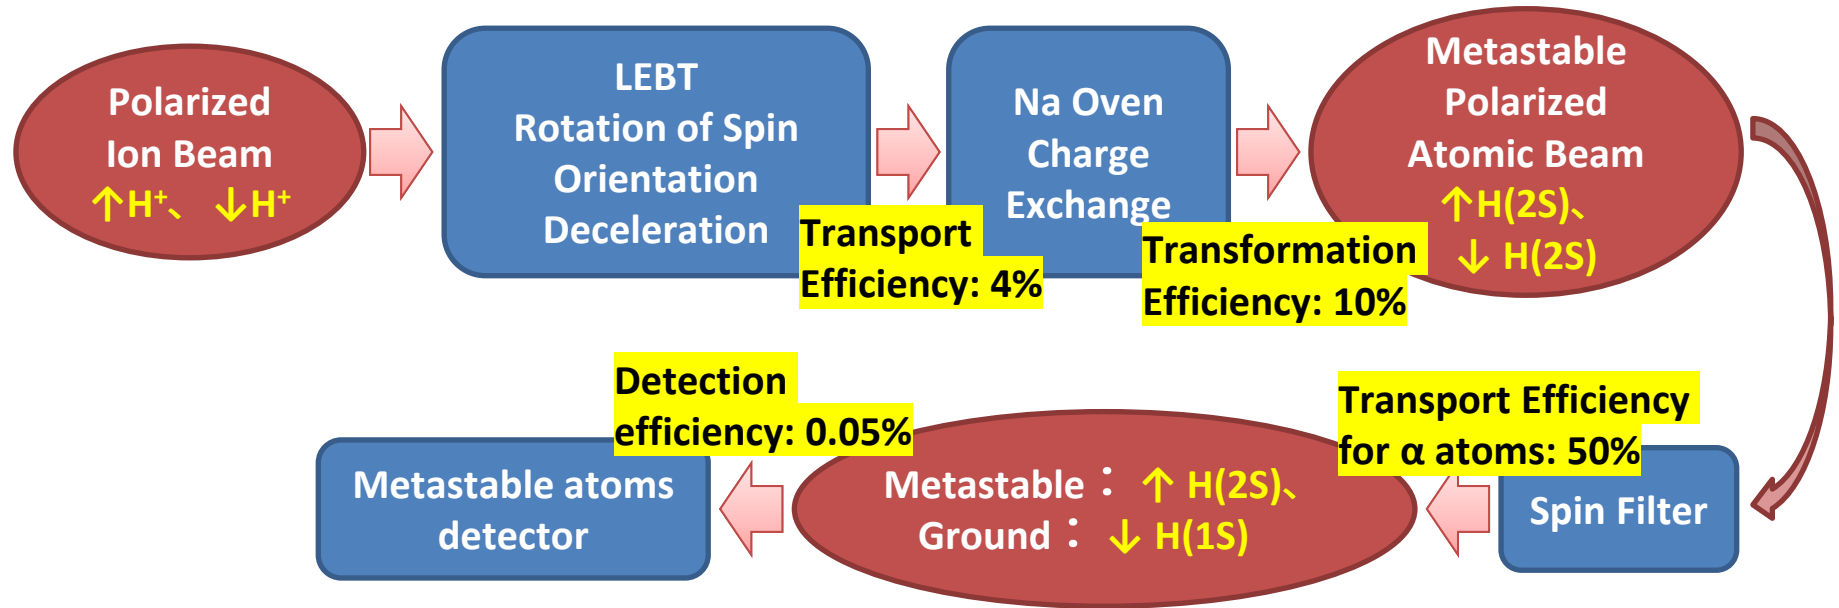 Polarized
Ion Beam
↑H⁺、 ↓H⁺
LEBT
Rotation of Spin
Orientation
Deceleration
Transport
Efficiency: 4%
Na Oven
Charge
Exchange
Transformation
Efficiency: 10%
Metastable
Polarized
Atomic Beam
↑H(2S)、
↓ H(2S)
Transport Efficiency
for α atoms: 50%
Spin Filter
Metastable： ↑ H(2S)、
Ground： ↓ H(1S)
Detection
efficiency: 0.05%
Metastable atoms
detector